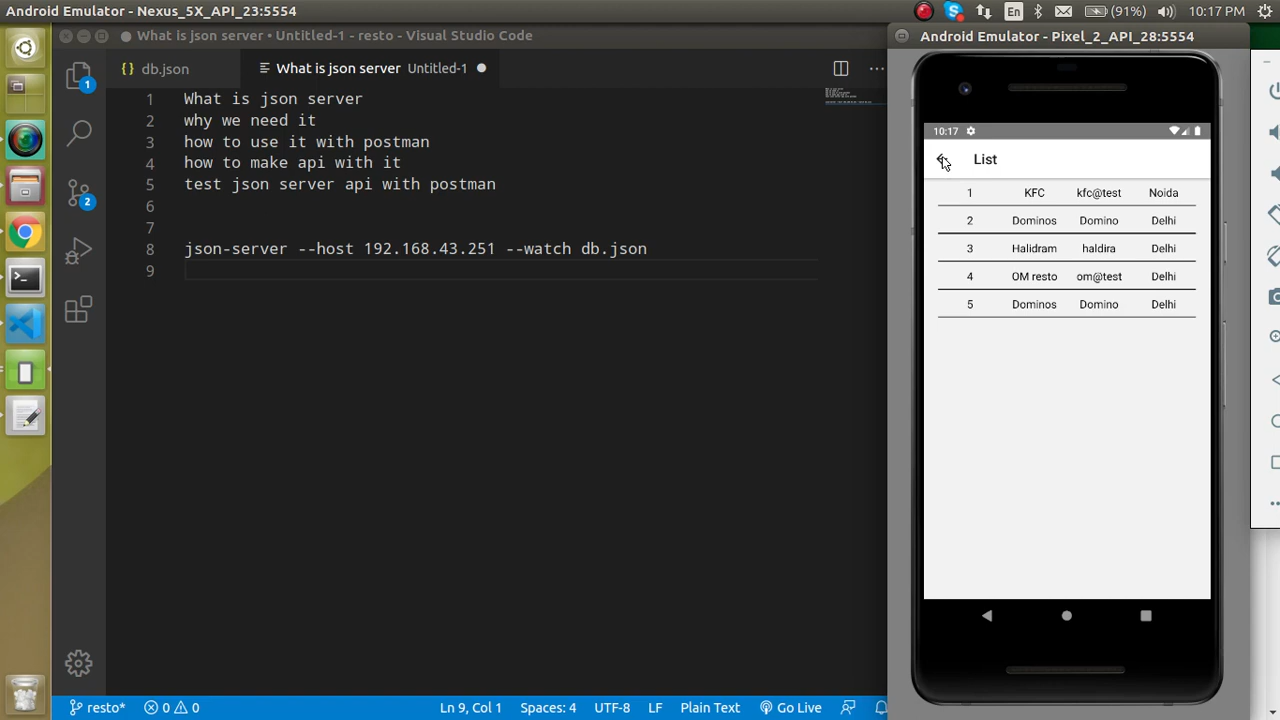 Android Emulator - Nexus_5X_API_23:5554
En (91%) 10:17 PM
What is json server • Untitled-1 - resto - Visual Studio Code
Android Emulator - Pixel_2_API_28:5554
{} db.json
What is json server Untitled-1
1 What is json server
2 why we need it
3 how to use it with postman
4 how to make api with it
5 test json server api with postman
6
7
8 json-server --host 192.168.43.251 --watch db.json
9
1
2
10:17
List
1 KFC kfc@test Noida
2 Dominos Domino Delhi
3 Halidram haldira Delhi
4 OM resto om@test Delhi
5 Dominos Domino Delhi
resto* 0 0 Ln 9, Col 1 Spaces: 4 UTF-8 LF Plain Text Go Live